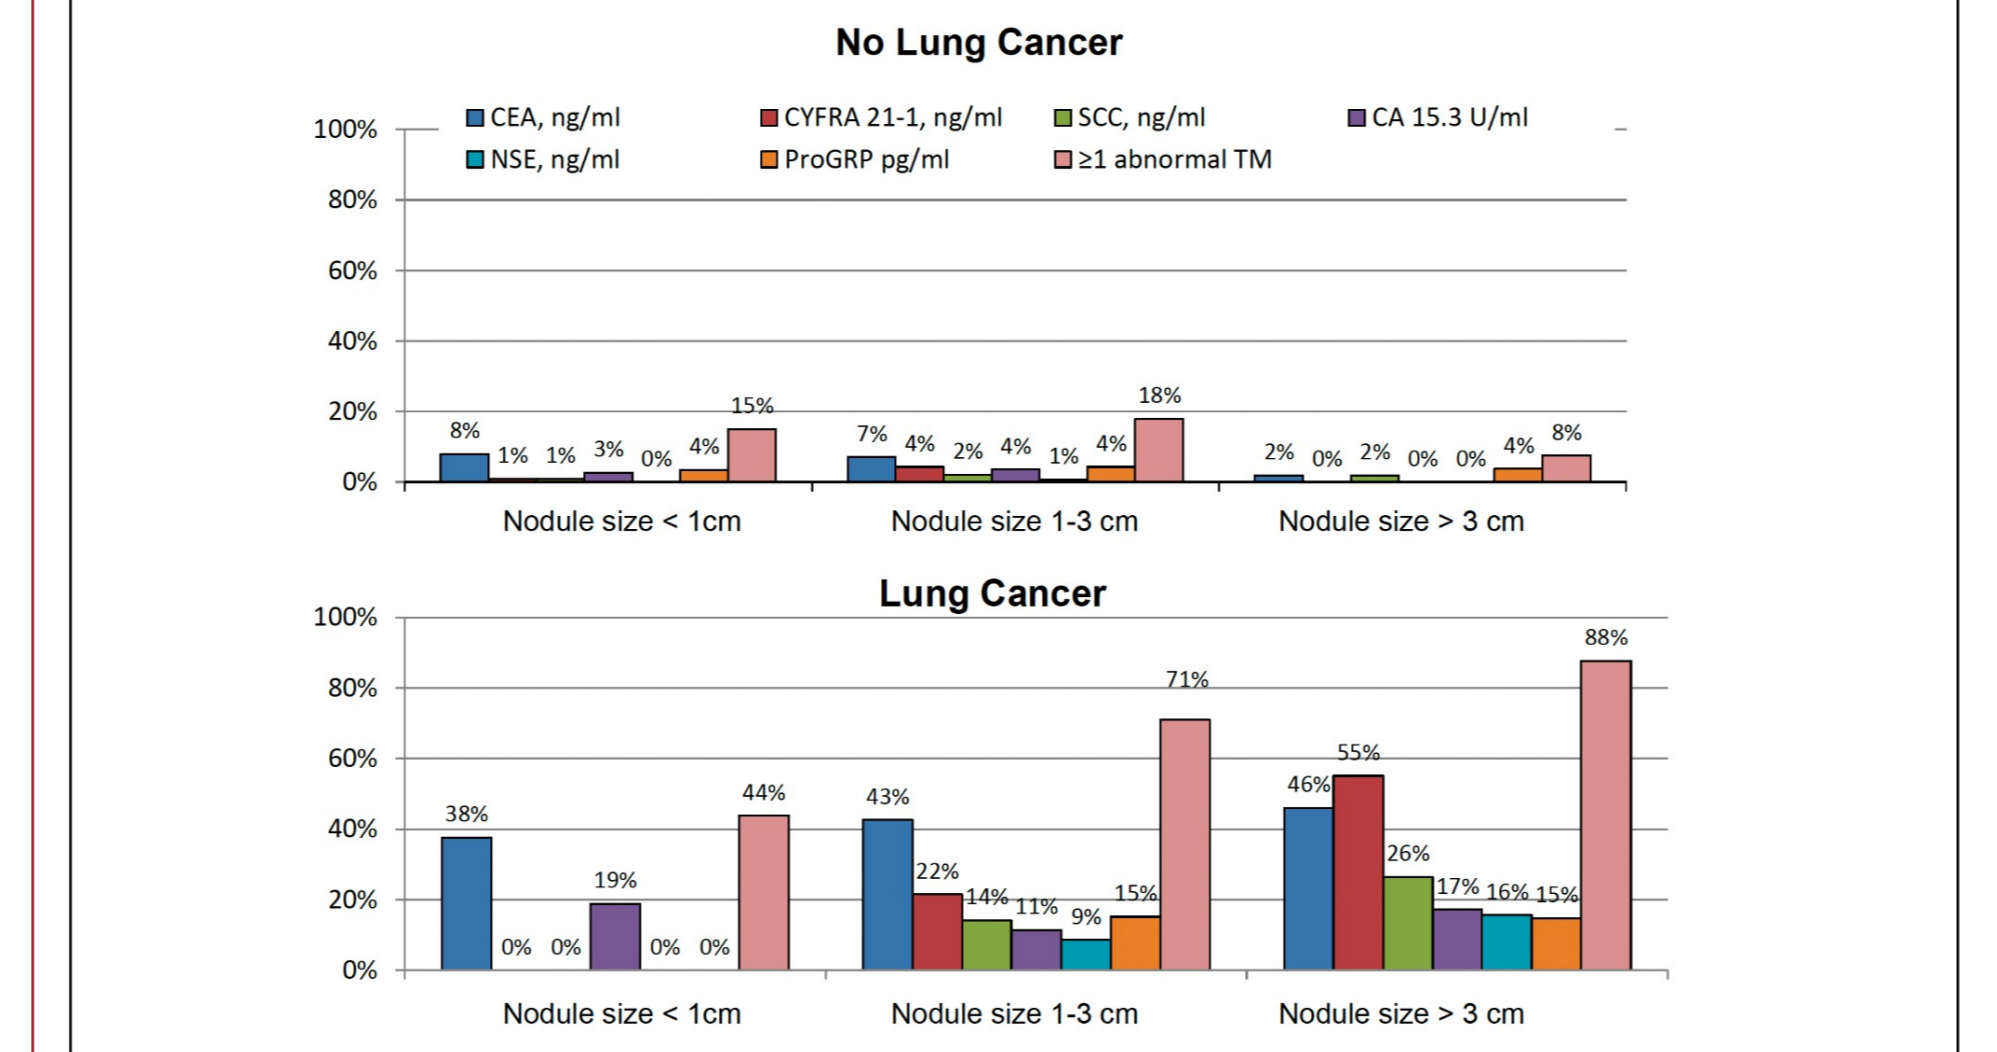 No Lung Cancer
CEA, ng/ml CYFRA 21-1, ng/ml SCC, ng/ml CA 15.3 U/ml
NSE, ng/ml ProGRP pg/ml ≥1 abnormal TM
100%
80%
60%
40%
20%
0%
8% 1% 1% 3% 0% 4% 15%
7% 4% 2% 4% 1% 4% 18%
2% 0% 2% 0% 0% 4% 8%
Nodule size < 1cm Nodule size 1-3 cm Nodule size > 3 cm
Lung Cancer
100%
80%
60%
40%
20%
0%
38% 0% 0% 19% 0% 0% 44%
43% 22% 14% 11% 9% 15% 71%
46% 55% 26% 17% 16% 15% 88%
Nodule size < 1cm Nodule size 1-3 cm Nodule size > 3 cm